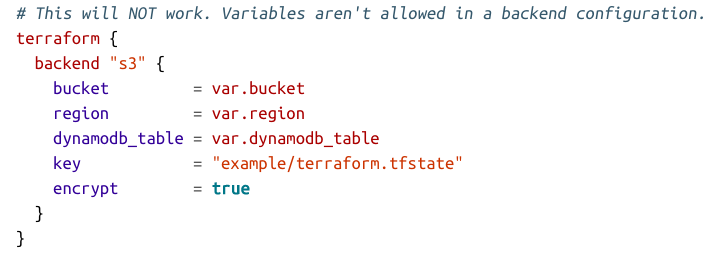 # This will NOT work. Variables aren't allowed in a backend configuration.
terraform {
  backend "s3" {
    bucket         = var.bucket
    region         = var.region
    dynamodb_table = var.dynamodb_table
    key            = "example/terraform.tfstate"
    encrypt        = true
  }
}